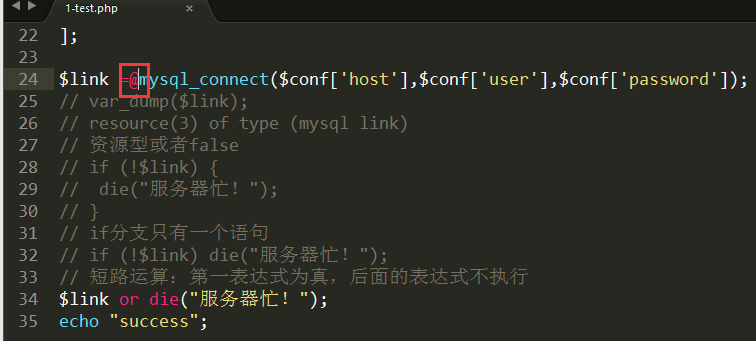 1-test.php ×
22 ];
23
24 $link =@mysql_connect($conf['host'],$conf['user'],$conf['password']);
25 // var_dump($link);
26 // resource(3) of type (mysql link)
27 // 资源型或者false
28 // if (!$link) {
29 //  die("服务器忙！");
30 // }
31 // if分支只有一个语句
32 // if (!$link) die("服务器忙！");
33 // 短路运算：第一表达式为真，后面的表达式不执行
34 $link or die("服务器忙！");
35 echo "success";